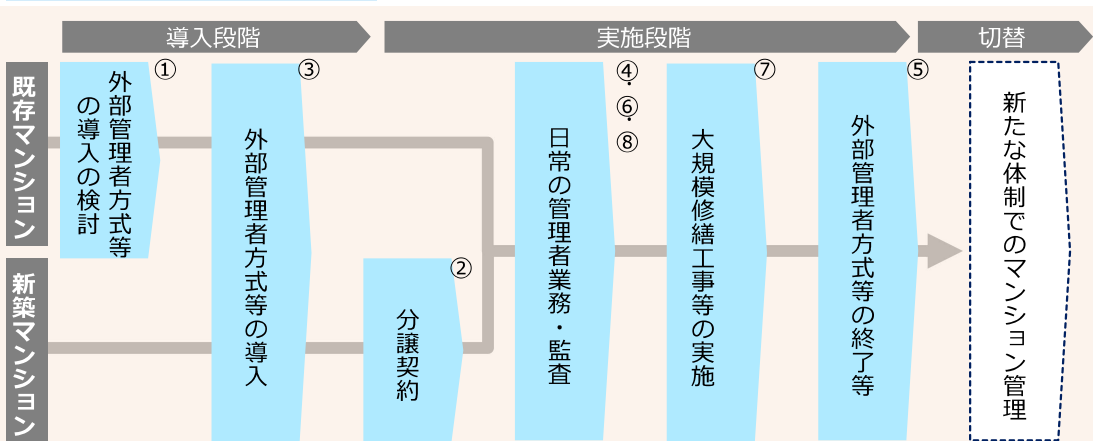 導入段階
実施段階
切替
既存マンション
新築マンション
①
外部管理者方式等
の導入の検討
③
外部管理者方式等の導入
②
分譲契約
④・⑥・⑧
日常の管理者業務・監査
⑦
大規模修繕工事等の実施
⑤
外部管理者方式等の終了等
新たな体制でのマンション管理